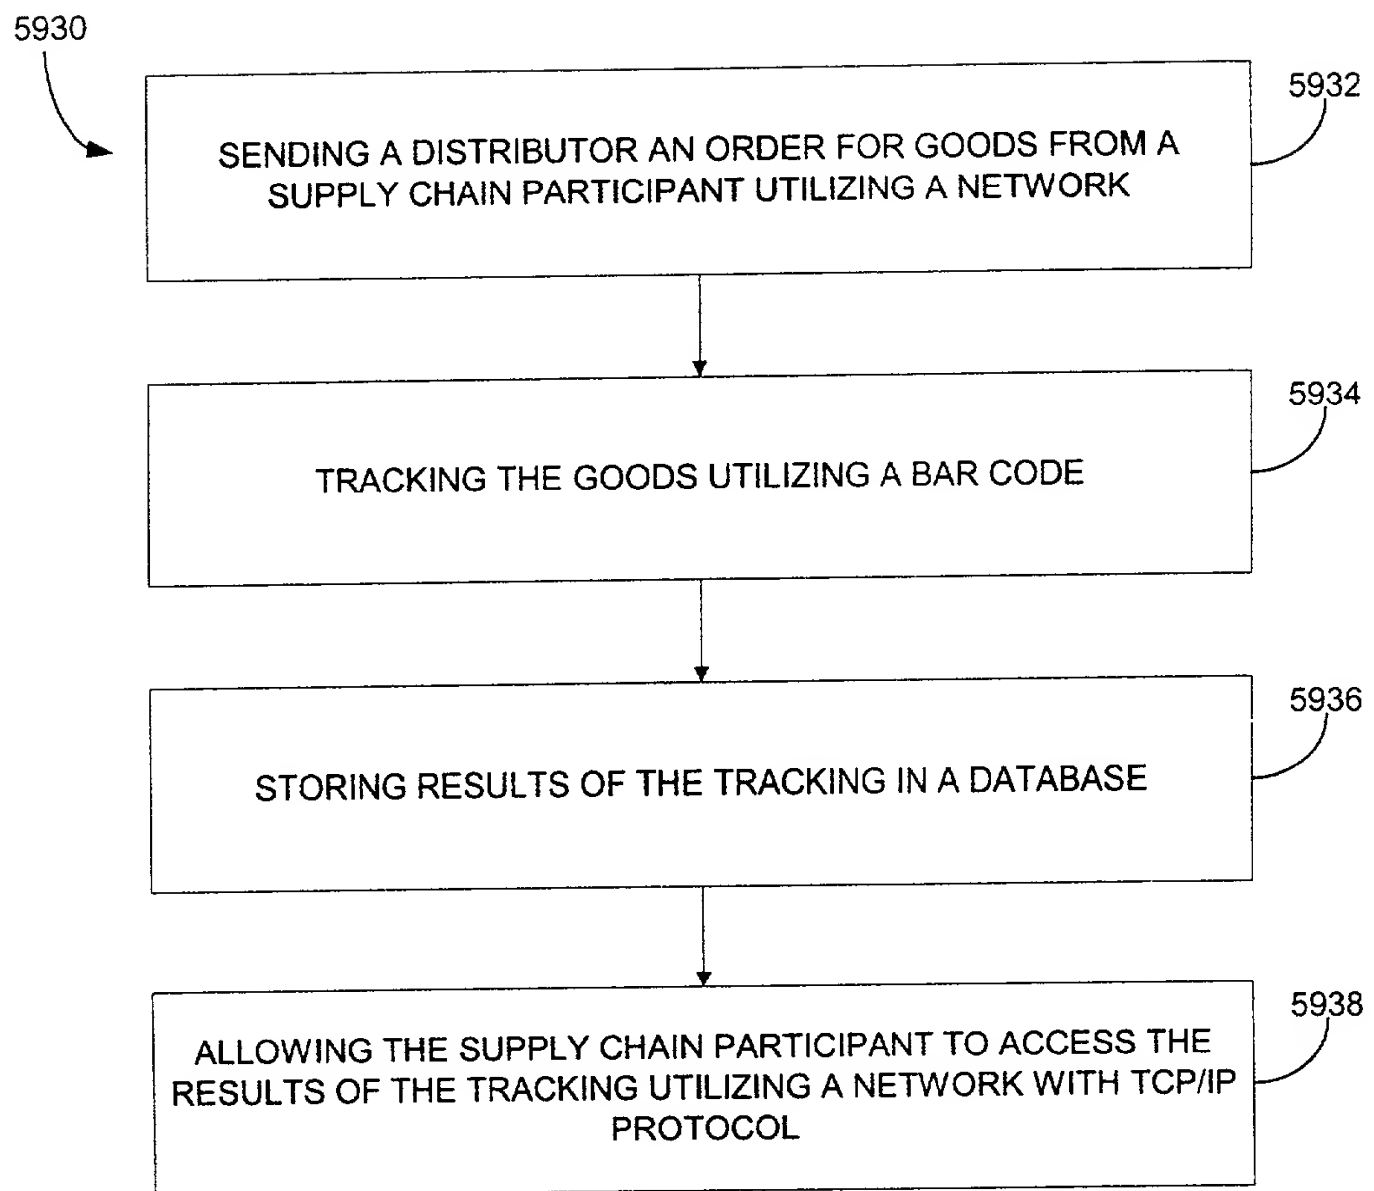 5930
5932
SENDING A DISTRIBUTOR AN ORDER FOR GOODS FROM A
SUPPLY CHAIN PARTICIPANT UTILIZING A NETWORK
5934
TRACKING THE GOODS UTILIZING A BAR CODE
5936
STORING RESULTS OF THE TRACKING IN A DATABASE
5938
ALLOWING THE SUPPLY CHAIN PARTICIPANT TO ACCESS THE
RESULTS OF THE TRACKING UTILIZING A NETWORK WITH TCP/IP
PROTOCOL